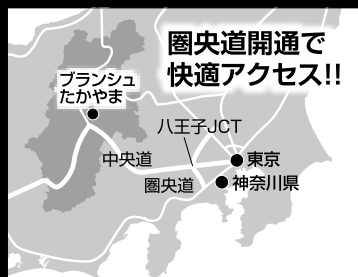 圏央道開通で
快適アクセス!!
ブランシュ
たかやま
八王子JCT
中央道
東京
圏央道
神奈川県